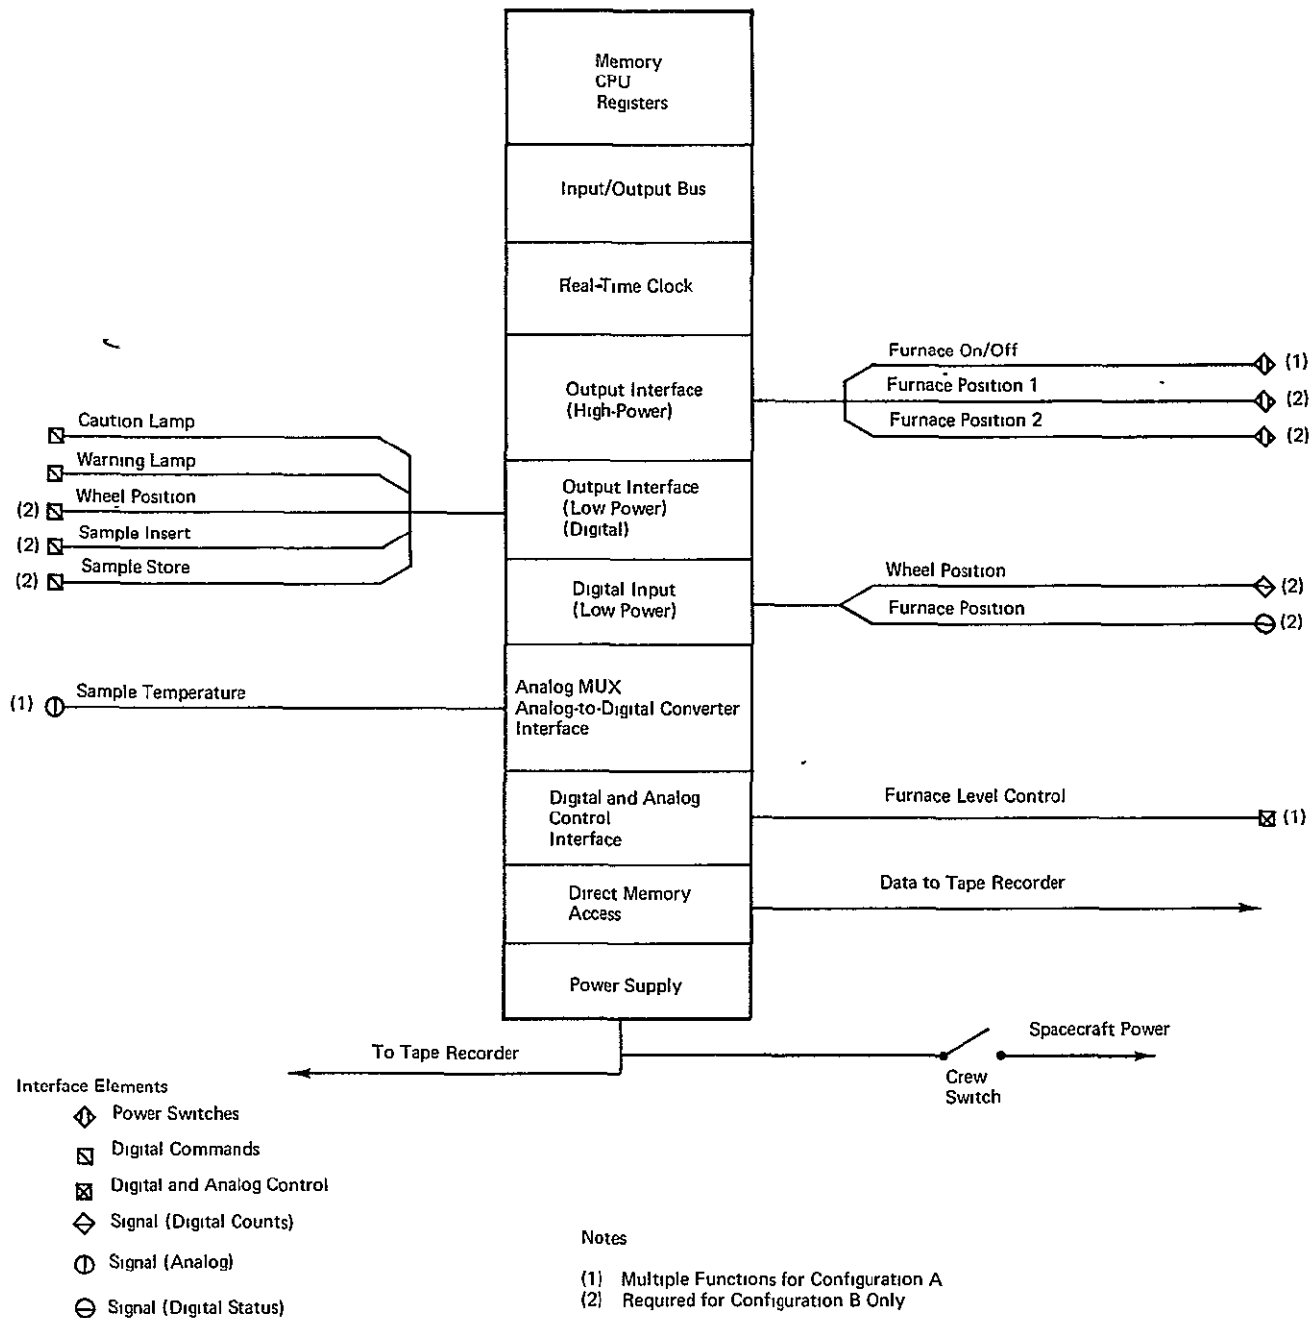 Memory
CPU
Registers
Input/Output Bus
Real-Time Clock
Output Interface
(High-Power)
Furnace On/Off
(1)
Furnace Position 1
(2)
Furnace Position 2
(2)
Caution Lamp
Warning Lamp
(2) Wheel Position
(2) Sample Insert
(2) Sample Store
Output Interface
(Low Power)
(Digital)
Digital Input
(Low Power)
Wheel Position
(2)
Furnace Position
(2)
(1) Sample Temperature
Analog MUX
Analog-to-Digital Converter
Interface
Digital and Analog
Control
Interface
Furnace Level Control
(1)
Direct Memory
Access
Data to Tape Recorder
Power Supply
To Tape Recorder
Spacecraft Power
Crew
Switch
Interface Elements
Power Switches
Digital Commands
Digital and Analog Control
Signal (Digital Counts)
Signal (Analog)
Signal (Digital Status)
Notes
(1) Multiple Functions for Configuration A
(2) Required for Configuration B Only